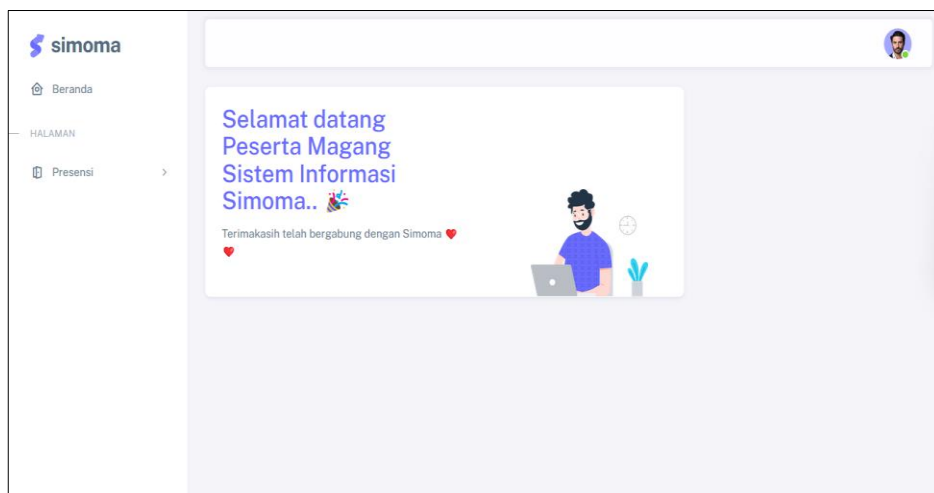 simoma
Beranda
HALAMAN
Presensi
Selamat datang
Peserta Magang
Sistem Informasi
Simoma.. 🎉
Terimakasih telah bergabung dengan Simoma ♥
♥